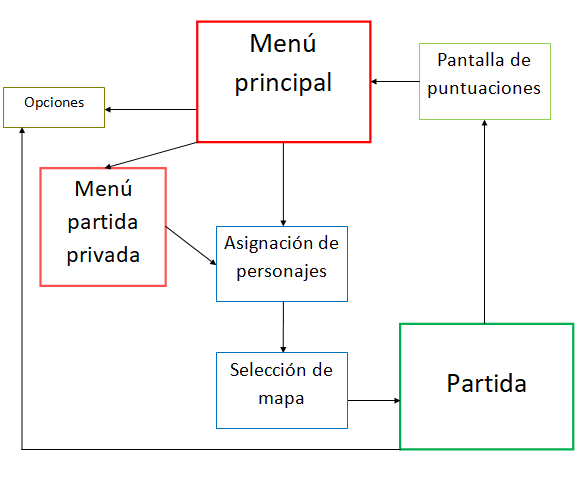 Menú
principal
Pantalla de
puntuaciones
Opciones
Menú
partida
privada
Asignación de
personajes
Selección de
mapa
Partida